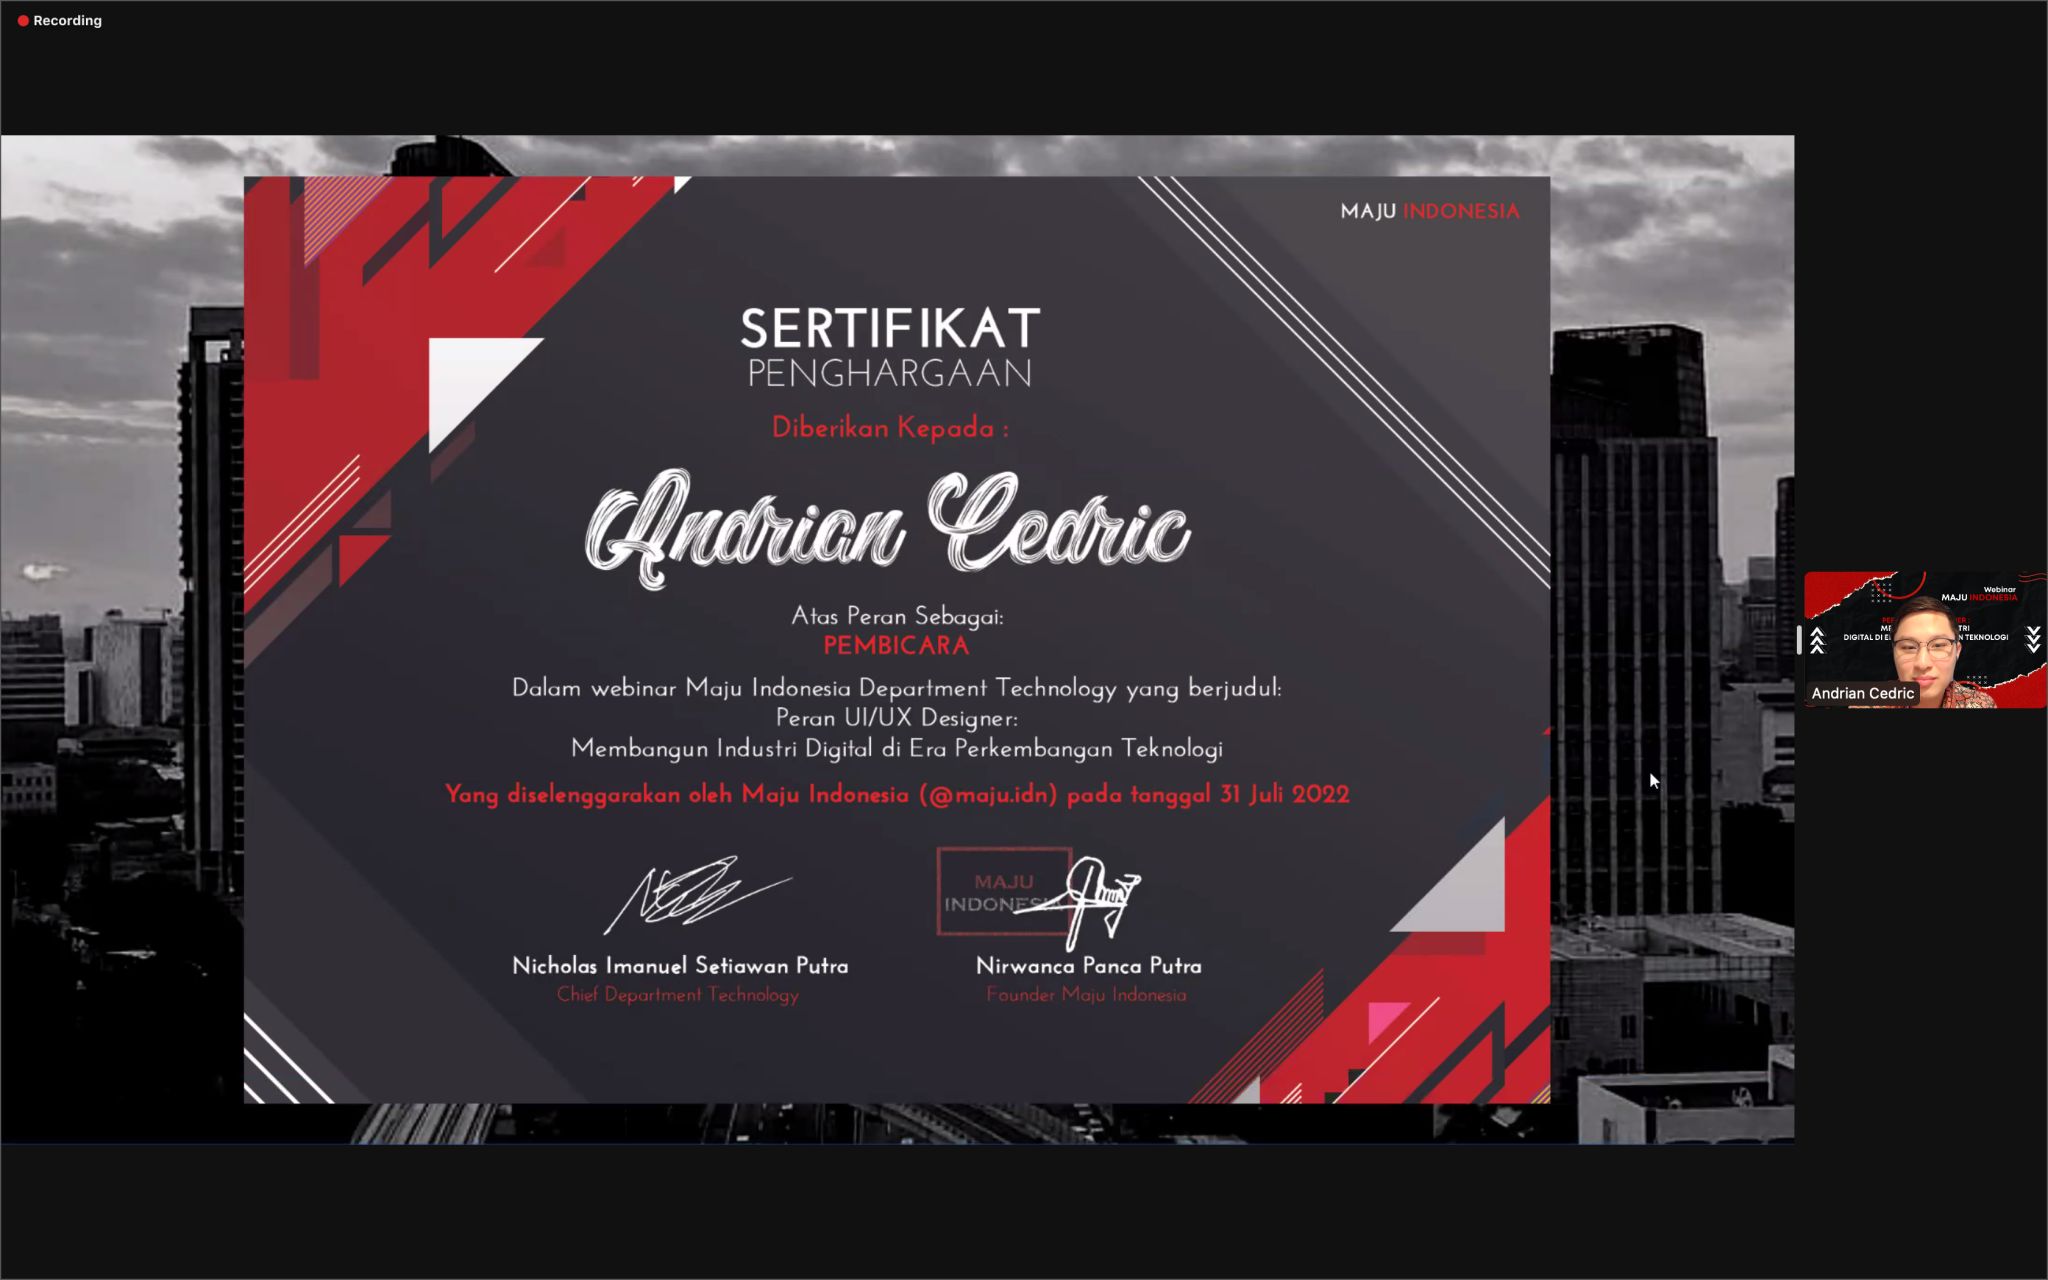 Recording
MAJU INDONESIA
SERTIFIKAT
PENGHARGAAN
Diberikan Kepada :
Andrian Cedric
Atas Peran Sebagai:
PEMBICARA
Dalam webinar Maju Indonesia Department Technology yang berjudul:
Peran UI/UX Designer:
Membangun Industri Digital di Era Perkembangan Teknologi
Yang diselenggarakan oleh Maju Indonesia (@maju.idn) pada tanggal 31 Juli 2022
MAJU
INDONESIA
Nicholas Imanuel Setiawan Putra
Chief Department Technology
Nirwanca Panca Putra
Founder Maju Indonesia
Webinar
MAJU INDONESIA
DIGITAL DI
TEKNOLOGI
Andrian Cedric